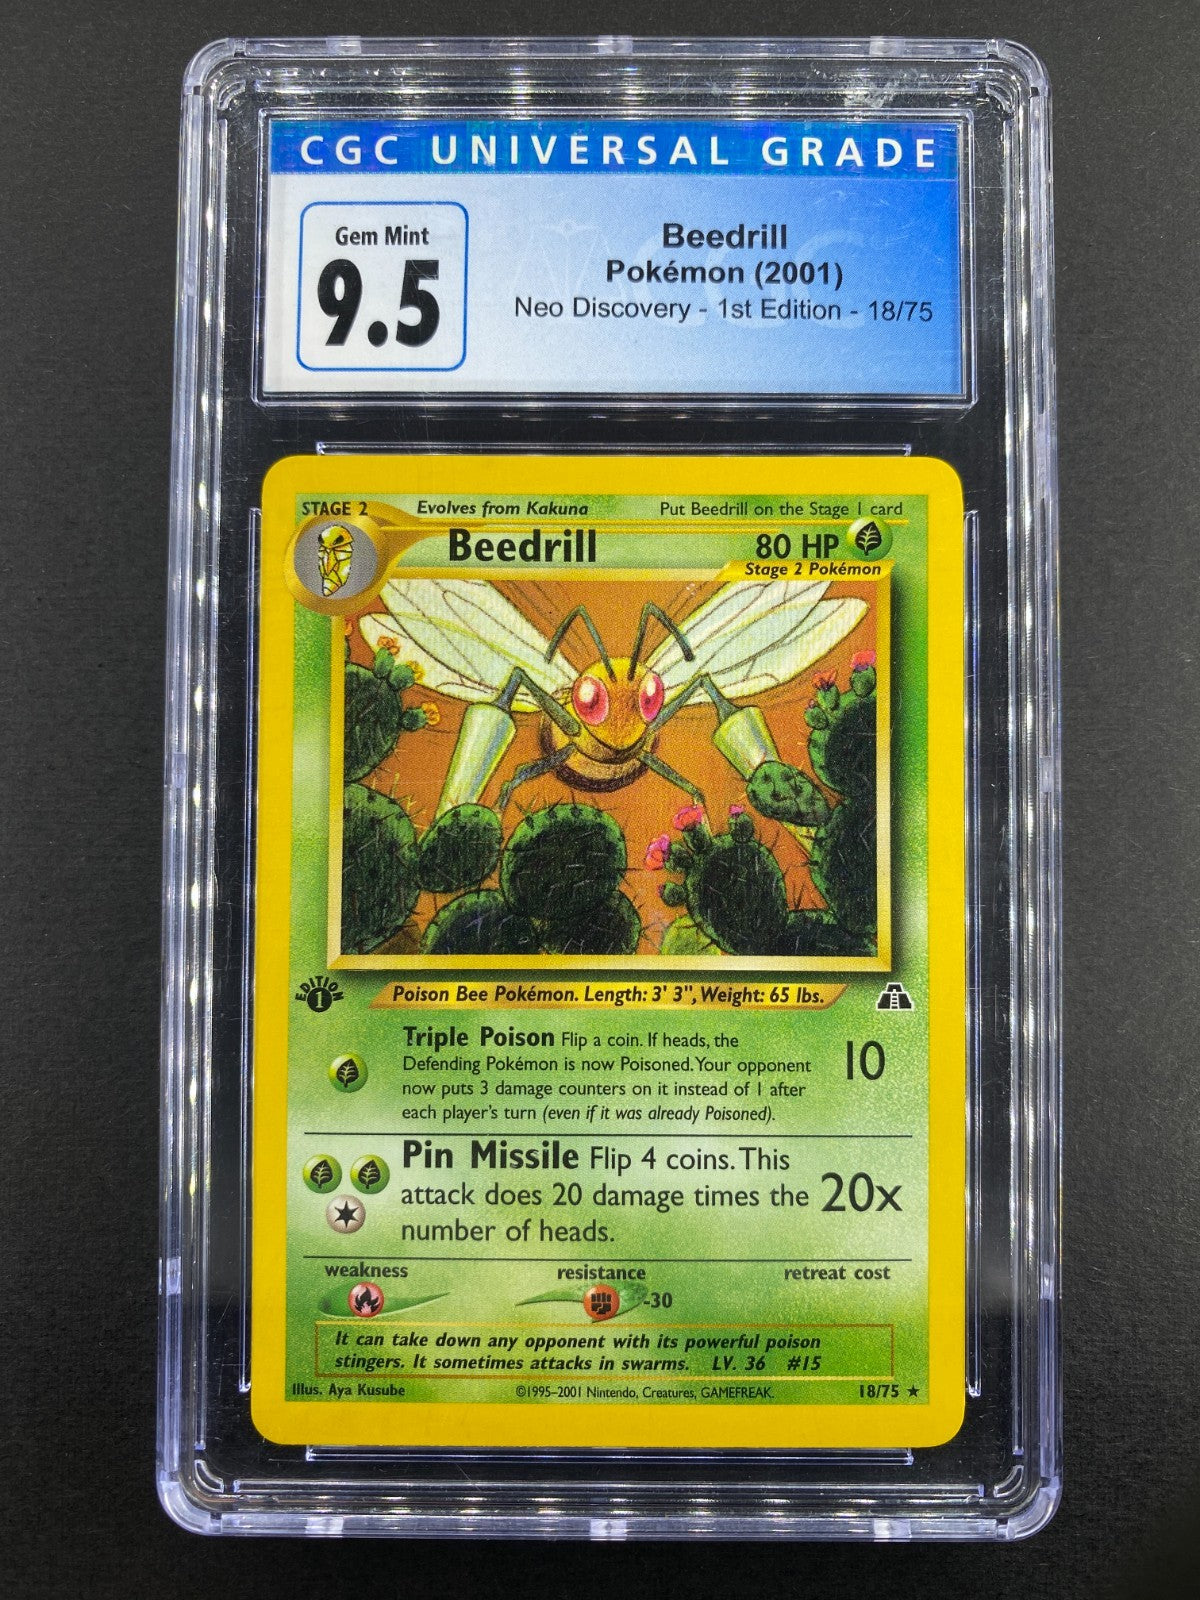 CGC UNIVERSAL GRADE
Gem Mint
9.5
Beedrill
Pokémon (2001)
Neo Discovery - 1st Edition - 18/75
STAGE 2 Evolves from Kakuna Put Beedrill on the Stage 1 card
Beedrill 80 HP
Stage 2 Pokémon
EDITION
1
Poison Bee Pokémon. Length: 3' 3", Weight: 65 lbs.
Triple Poison Flip a coin. If heads, the
Defending Pokémon is now Poisoned. Your opponent
now puts 3 damage counters on it instead of 1 after
each player's turn (even if it was already Poisoned).
10
Pin Missile Flip 4 coins. This
attack does 20 damage times the
number of heads.
20x
weakness resistance retreat cost
-30
It can take down any opponent with its powerful poison
stingers. It sometimes attacks in swarms. LV. 36 #15
Illus. Aya Kusube ©1995–2001 Nintendo, Creatures, GAMEFREAK. 18/75 ★